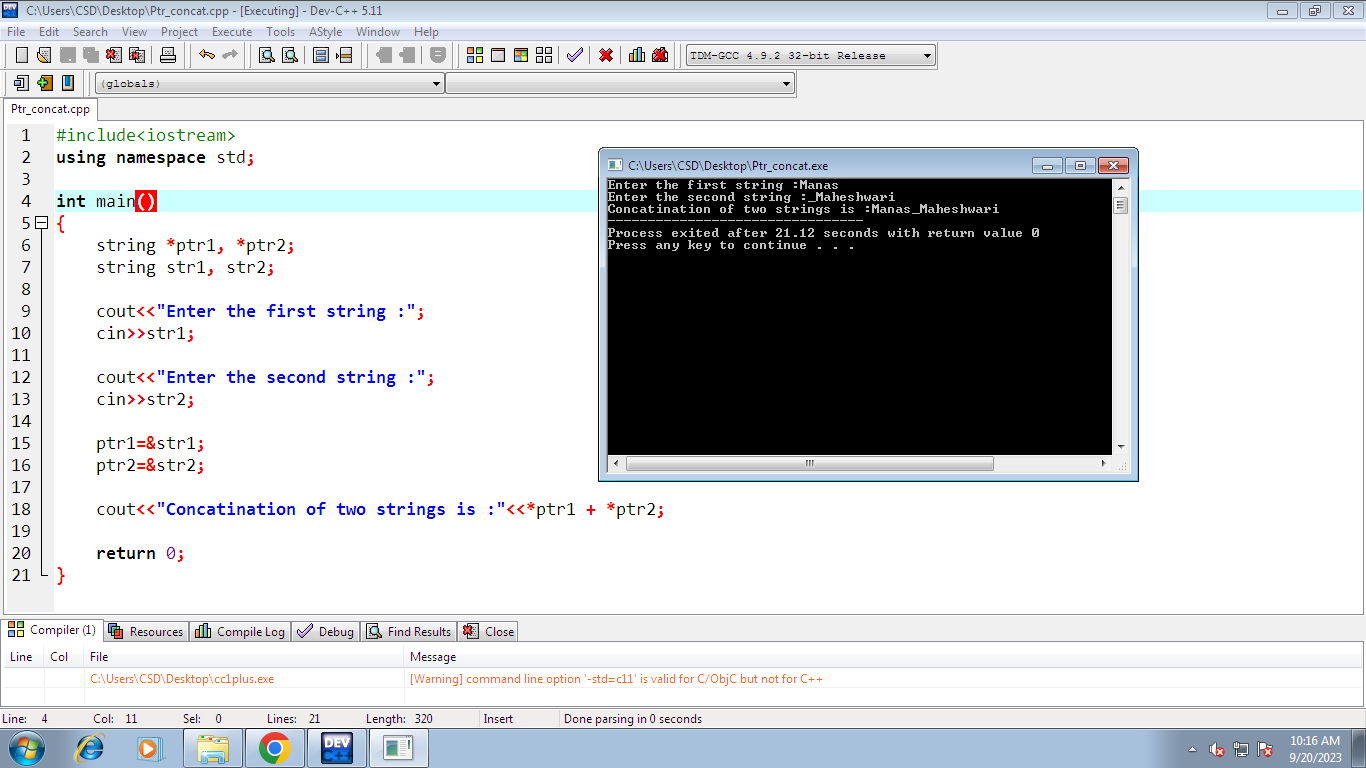 C:\Users\CSD\Desktop\Ptr_concat.cpp - [Executing] - Dev-C++ 5.11
File Edit Search View Project Execute Tools AStyle Window Help
TDM-GCC 4.9.2 32-bit Release
(globals)
Ptr_concat.cpp
1 #include<iostream>
2 using namespace std;
3
4 int main()
5 {
6 string *ptr1, *ptr2;
7 string str1, str2;
8
9 cout<<"Enter the first string :";
10 cin>>str1;
11
12 cout<<"Enter the second string :";
13 cin>>str2;
14
15 ptr1=&str1;
16 ptr2=&str2;
17
18 cout<<"Concatination of two strings is :"<<*ptr1 + *ptr2;
19
20 return 0;
21 }
C:\Users\CSD\Desktop\Ptr_concat.exe
Enter the first string :Manas
Enter the second string :_Maheshwari
Concatination of two strings is :Manas_Maheshwari
--------------------------------
Process exited after 21.12 seconds with return value 0
Press any key to continue . . .
Compiler (1) Resources Compile Log Debug Find Results Close
Line Col File Message
C:\Users\CSD\Desktop\cc1plus.exe [Warning] command line option '-std=c11' is valid for C/ObjC but not for C++
Line: 4 Col: 11 Sel: 0 Lines: 21 Length: 320 Insert Done parsing in 0 seconds
DEV C++
10:16 AM
9/20/2023